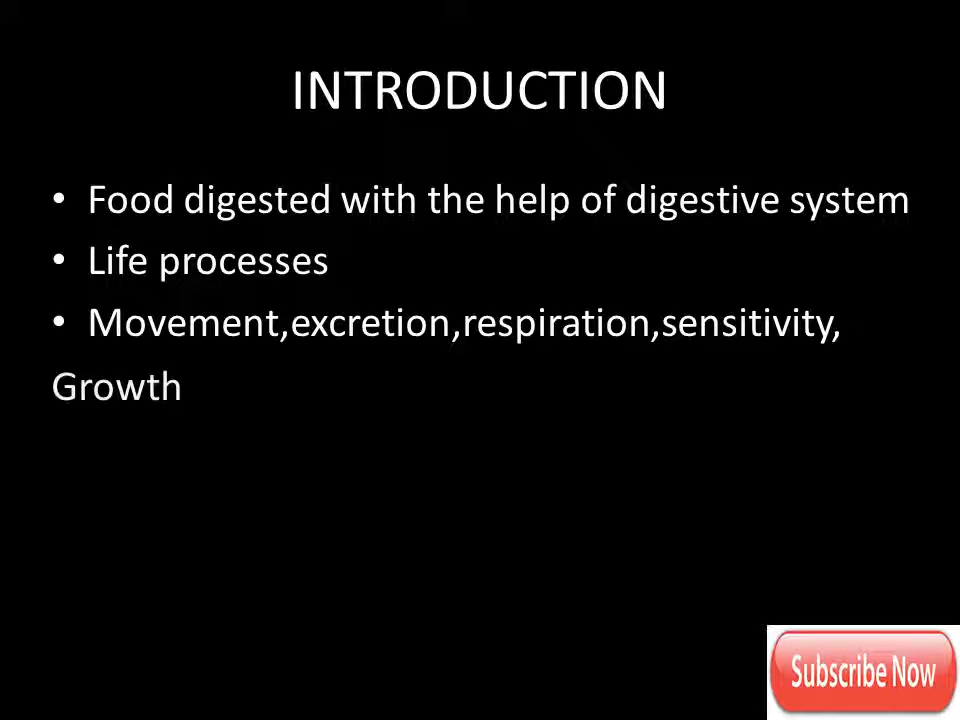 INTRODUCTION
• Food digested with the help of digestive system
• Life processes
• Movement,excretion,respiration,sensitivity,
Growth
Subscribe Now